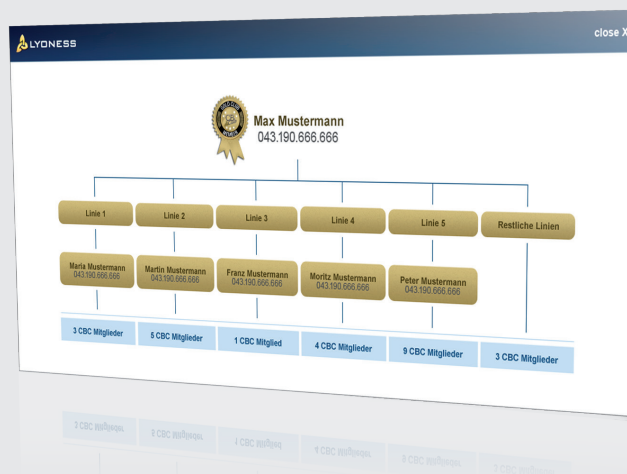 LYONESS
close X
Max Mustermann
043.190.666.666
Linie 1
Linie 2
Linie 3
Linie 4
Linie 5
Restliche Linien
Maria Mustermann
043.190.666.666
Martin Mustermann
043.190.666.666
Franz Mustermann
043.190.666.666
Moritz Mustermann
043.190.666.666
Peter Mustermann
043.190.666.666
3 CBC Mitglieder
5 CBC Mitglieder
1 CBC Mitglied
4 CBC Mitglieder
9 CBC Mitglieder
3 CBC Mitglieder